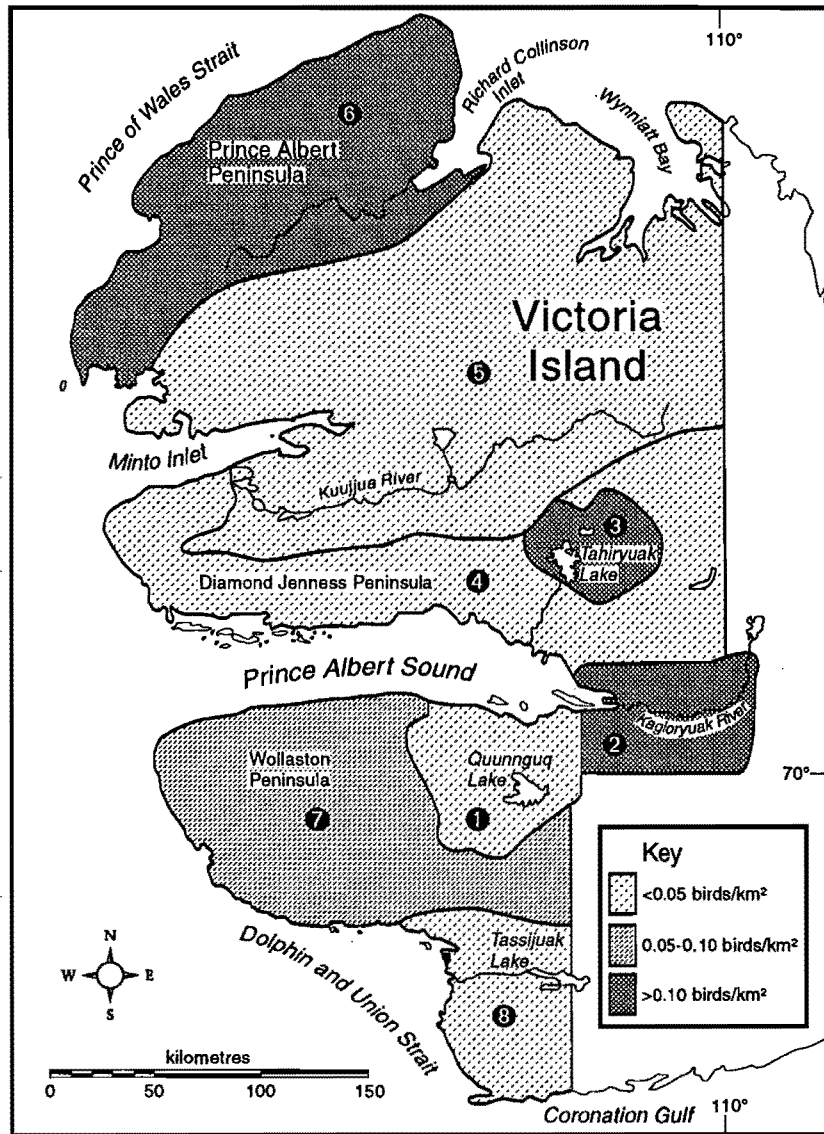 110°
Prince of Wales Strait
Richard Collinson
Inlet
Wynniatt Bay
6
Prince Albert
Peninsula
Victoria
Island
5
Minto Inlet
Kuujjua River
3
Tahiryuak
Lake
Diamond Jenness Peninsula
4
Prince Albert Sound
Kagloryuak River
2
Wollaston
Peninsula
Quunnguq
Lake
70°
7
1
Key
<0.05 birds/km²
0.05-0.10 birds/km²
>0.10 birds/km²
Tassijuak
Lake
N
W E
S
Dolphin and Union Strait
8
kilometres
0 50 100 150
Coronation Gulf
110°